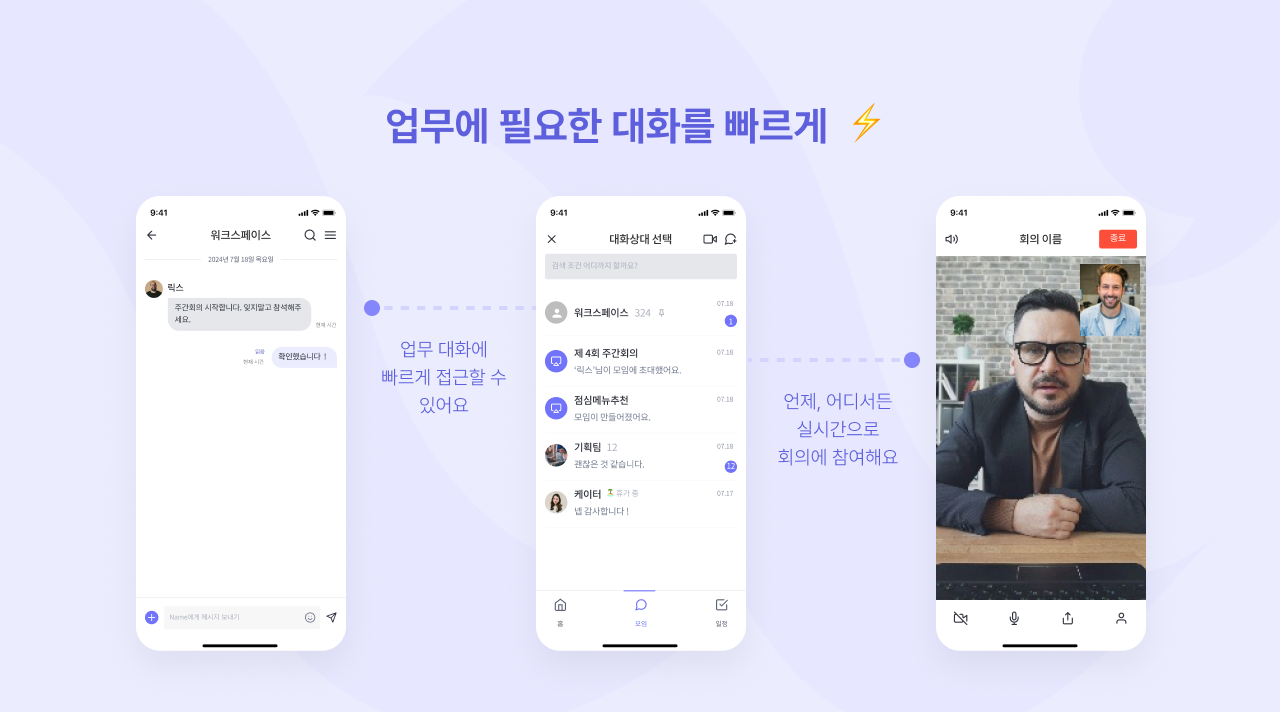 업무에 필요한 대화를 빠르게 ⚡
9:41
워크스페이스
2024년 7월 18일 목요일
릭스
주간회의 시작합니다. 잊지말고 참석해주
세요.
현재 시간
읽음
현재 시간
확인했습니다 !
Name에게 메시지 보내기
업무 대화에
빠르게 접근할 수
있어요
9:41
대화상대 선택
검색 조건 어디까지 할까요?
워크스페이스 324
07.18
1
제 4회 주간회의
07.18
'릭스'님이 모임에 초대했어요.
점심메뉴추천
07.18
모임이 만들어졌어요.
기획팀 12
07.18
괜찮은 것 같습니다.
12
케이터 🏝️ 휴가 중
07.17
넵 감사합니다 !
홈
모임
일정
언제, 어디서든
실시간으로
회의에 참여해요
9:41
회의 이름
종료